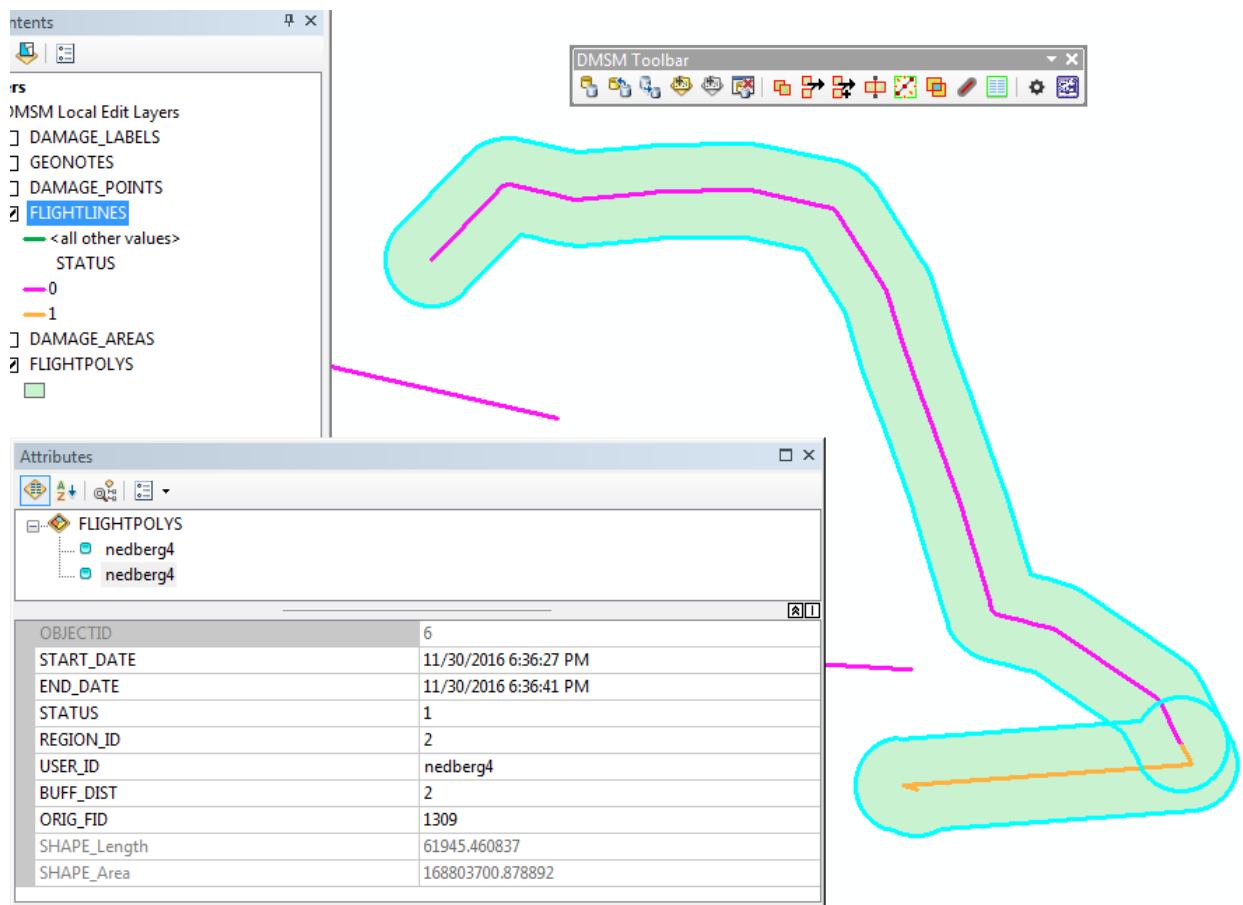 ntents
DMSM Toolbar
ers
DMSM Local Edit Layers
DAMAGE_LABELS
GEONOTES
DAMAGE_POINTS
FLIGHTLINES
<all other values>
STATUS
0
1
DAMAGE_AREAS
FLIGHTPOLYS
Attributes
FLIGHTPOLYS
nedberg4
nedberg4
OBJECTID 6
START_DATE 11/30/2016 6:36:27 PM
END_DATE 11/30/2016 6:36:41 PM
STATUS 1
REGION_ID 2
USER_ID nedberg4
BUFF_DIST 2
ORIG_FID 1309
SHAPE_Length 61945.460837
SHAPE_Area 168803700.878892